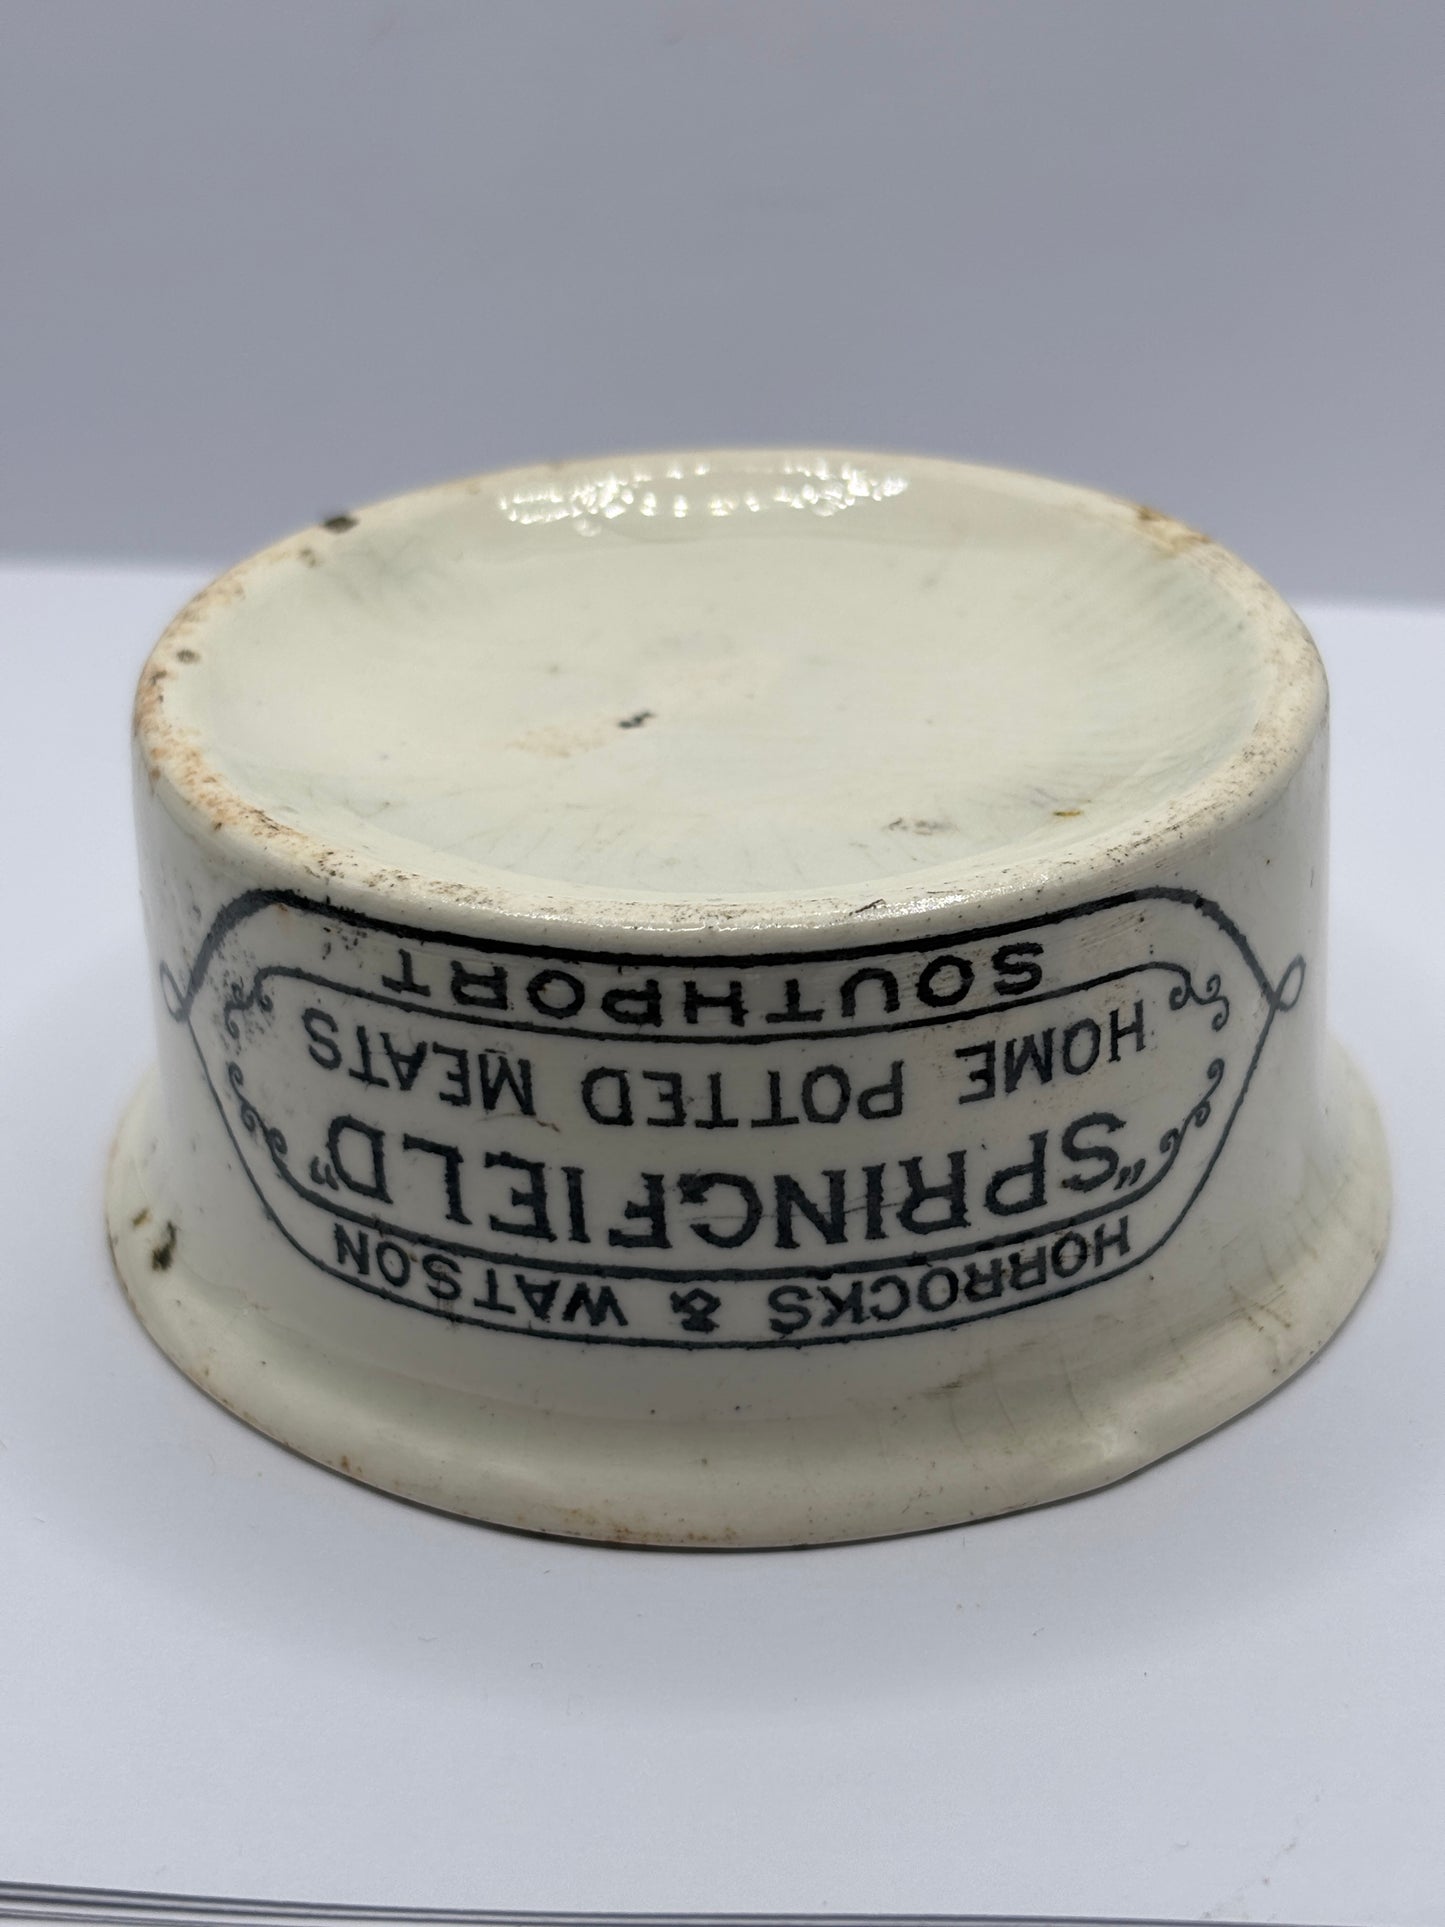 HORROCKS & WATSON
"SPRINGFIELD"
HOME POTTED MEATS
SOUTHPORT